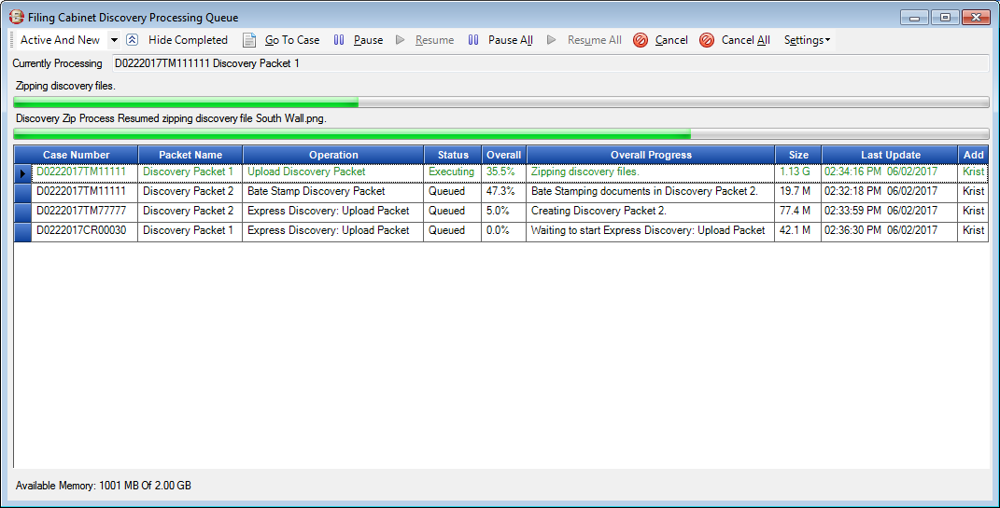 Filing Cabinet Discovery Processing Queue
Active And New Hide Completed Go To Case Pause Resume Pause All Resume All Cancel Cancel All Settings
Currently Processing D0222017TM111111 Discovery Packet 1
Zipping discovery files.
Discovery Zip Process Resumed zipping discovery file South Wall.png.
Case Number Packet Name Operation Status Overall Overall Progress Size Last Update Add
D0222017TM11111 Discovery Packet 1 Upload Discovery Packet Executing 35.5% Zipping discovery files. 1.13 G 02:34:16 PM 06/02/2017 Krist
D0222017TM11111 Discovery Packet 2 Bate Stamp Discovery Packet Queued 47.3% Bate Stamping documents in Discovery Packet 2. 19.7 M 02:32:18 PM 06/02/2017 Krist
D0222017TM77777 Discovery Packet 2 Express Discovery: Upload Packet Queued 5.0% Creating Discovery Packet 2. 77.4 M 02:33:59 PM 06/02/2017 Krist
D0222017CR00030 Discovery Packet 1 Express Discovery: Upload Packet Queued 0.0% Waiting to start Express Discovery: Upload Packet 42.1 M 02:36:30 PM 06/02/2017 Krist
Available Memory: 1001 MB Of 2.00 GB